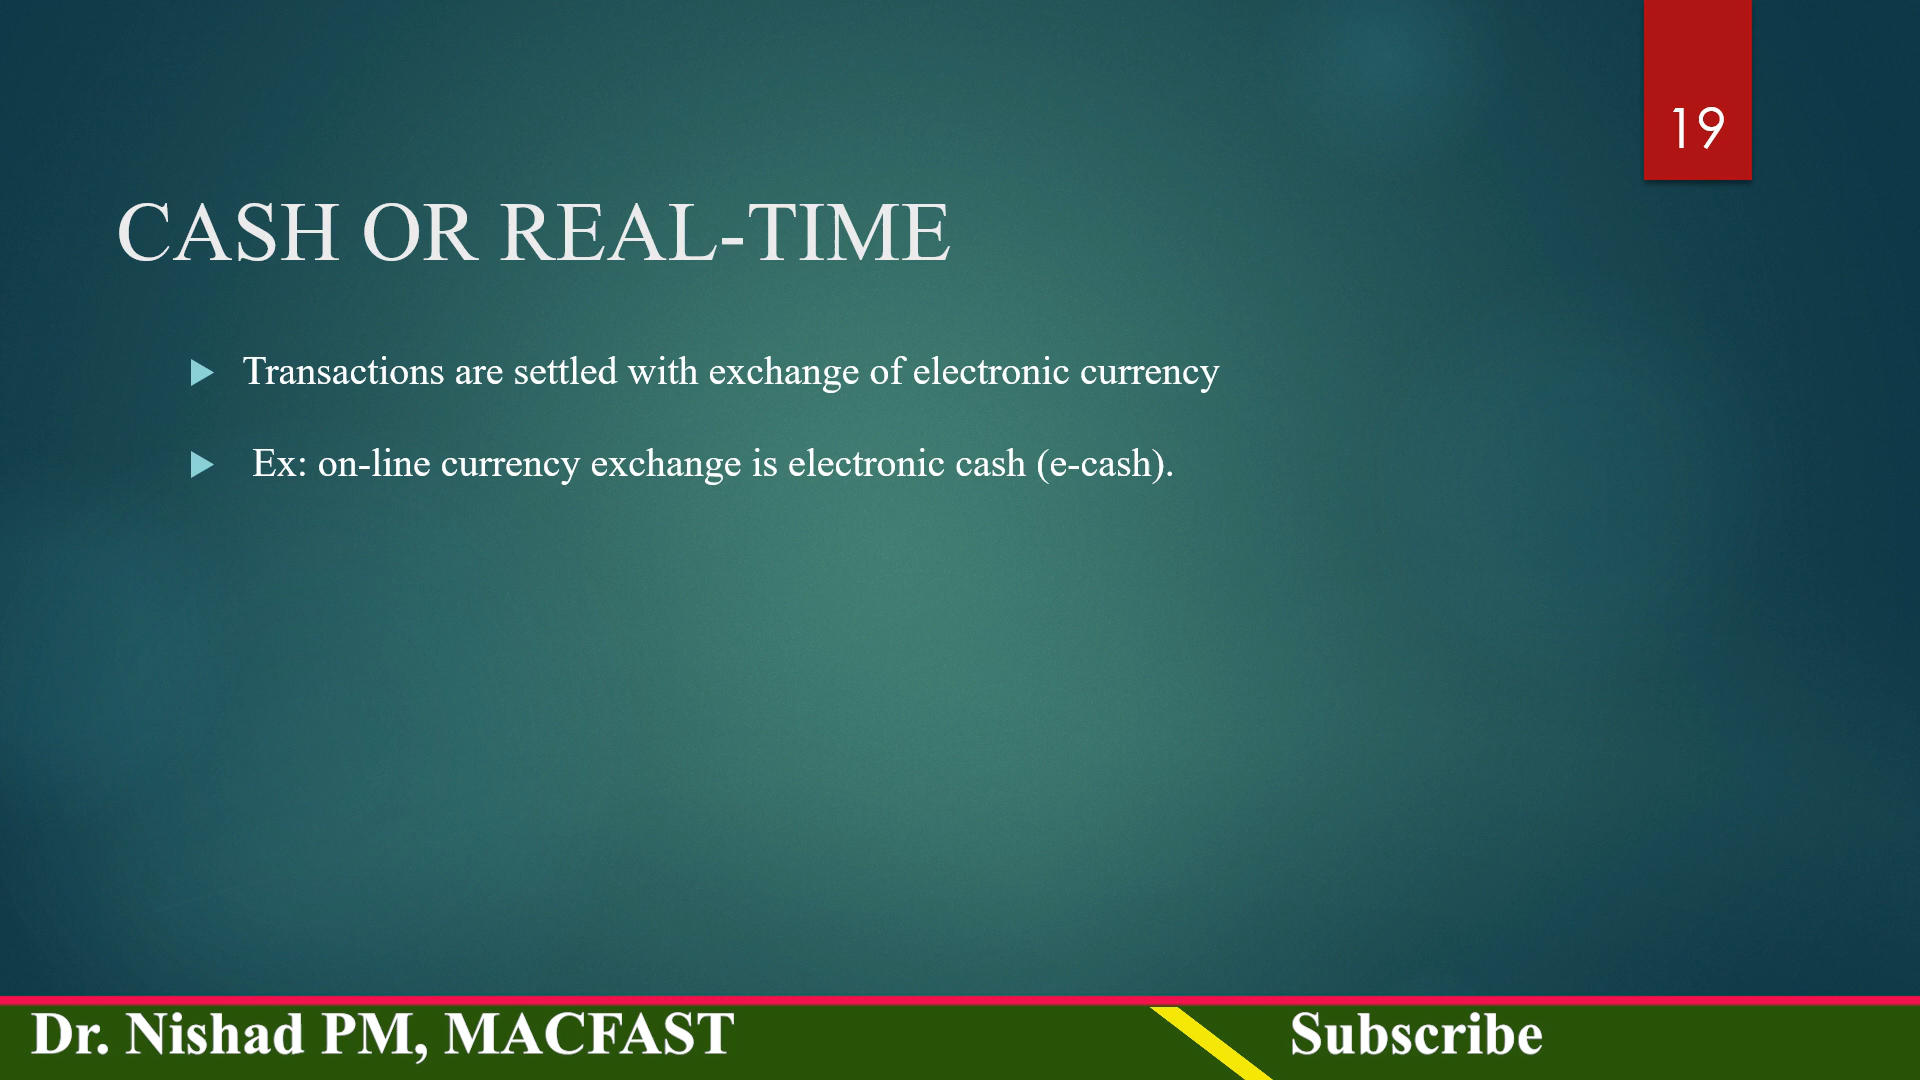 19
CASH OR REAL-TIME
Transactions are settled with exchange of electronic currency
Ex: on-line currency exchange is electronic cash (e-cash).
Dr. Nishad PM, MACFAST
Subscribe